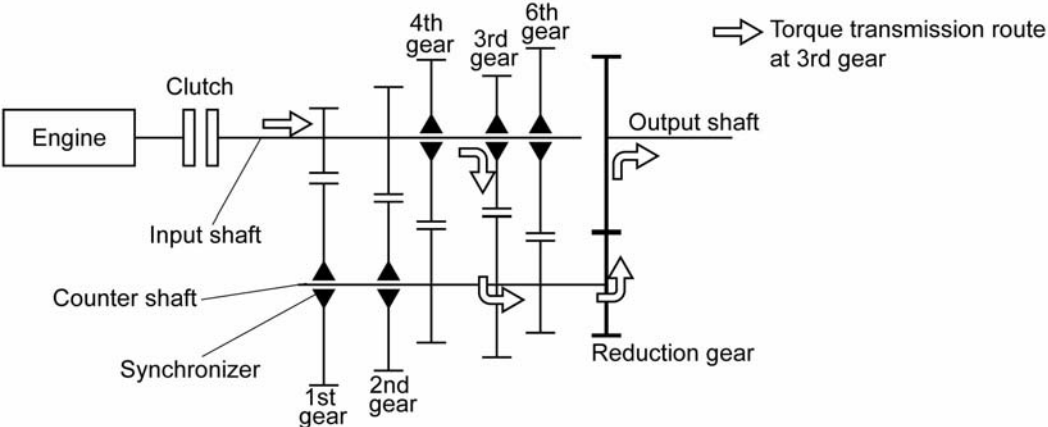 4th
gear
3rd
gear
6th
gear
Torque transmission route
at 3rd gear
Clutch
Engine
Output shaft
Input shaft
Counter shaft
Synchronizer
Reduction gear
1st
gear
2nd
gear